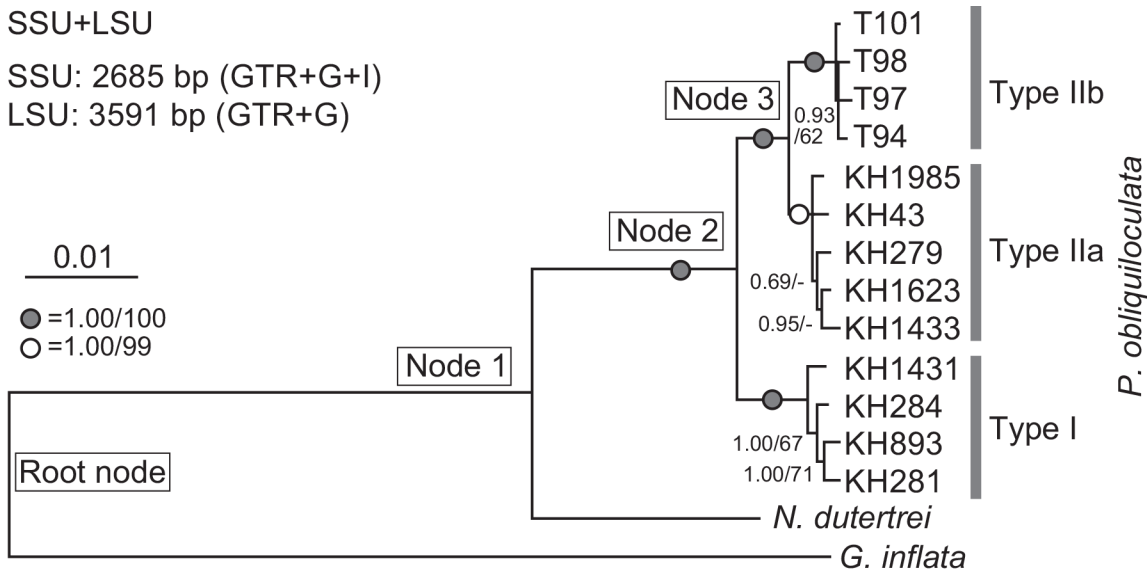 SSU+LSU
SSU: 2685 bp (GTR+G+I)
LSU: 3591 bp (GTR+G)
0.01
=1.00/100
=1.00/99
Root node
Node 1
Node 2
Node 3
0.93
/62
0.69/-
0.95/-
1.00/67
1.00/71
T101
T98
T97
T94
KH1985
KH43
KH279
KH1623
KH1433
KH1431
KH284
KH893
KH281
N. dutertrei
G. inflata
Type IIb
Type IIa
Type I
P. obliquiloculata